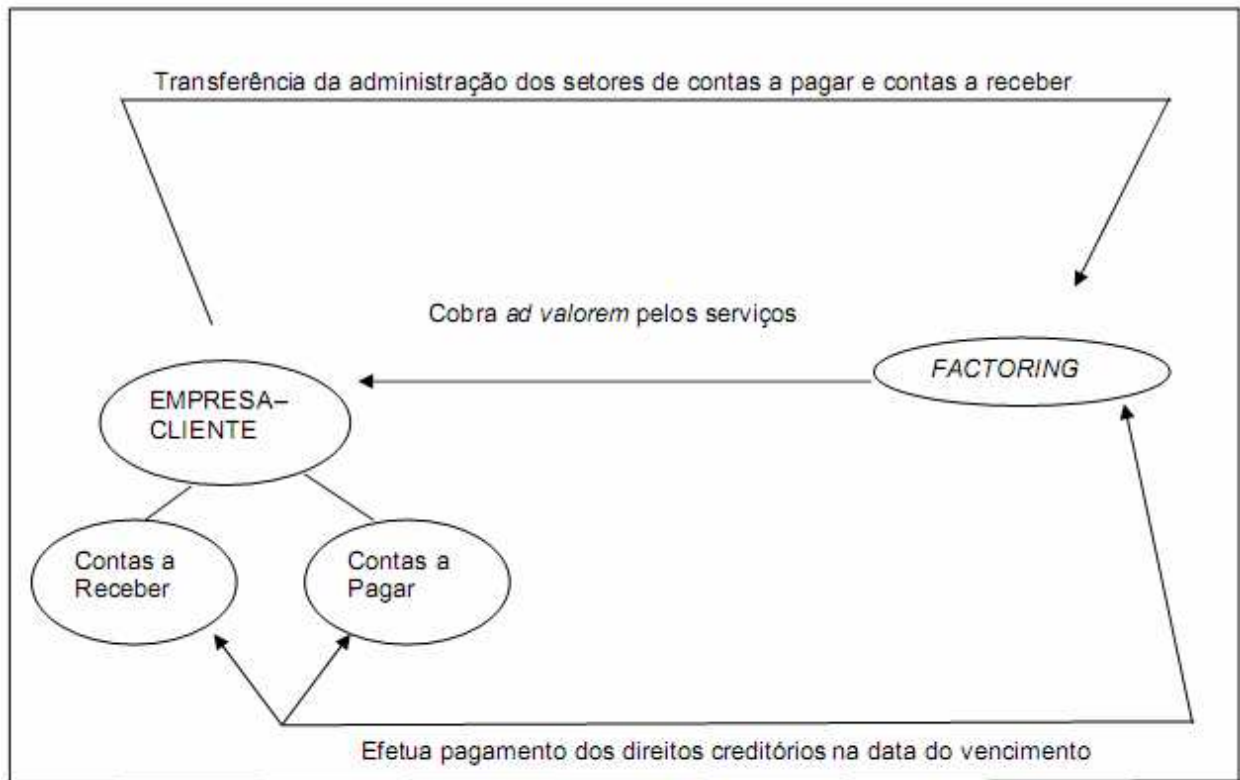 Transferência da administração dos setores de contas a pagar e contas a receber
Cobra ad valorem pelos serviços
FACTORING
EMPRESA–
CLIENTE
Contas a
Receber
Contas a
Pagar
Efetua pagamento dos direitos creditórios na data do vencimento